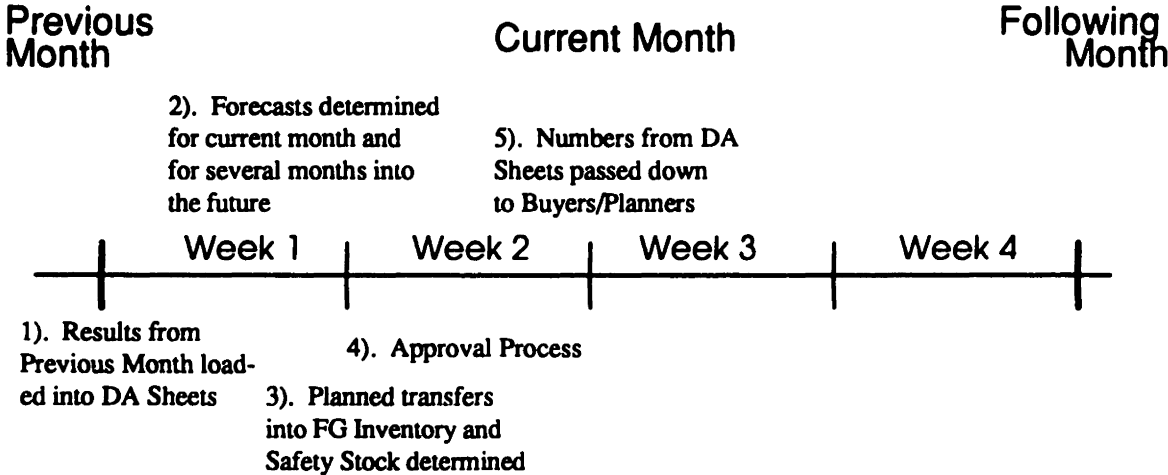 Previous
Month
Current Month
Following
Month
2). Forecasts determined
for current month and
for several months into
the future
5). Numbers from DA
Sheets passed down
to Buyers/Planners
Week 1
Week 2
Week 3
Week 4
1). Results from
Previous Month load-
ed into DA Sheets
4). Approval Process
3). Planned transfers
into FG Inventory and
Safety Stock determined